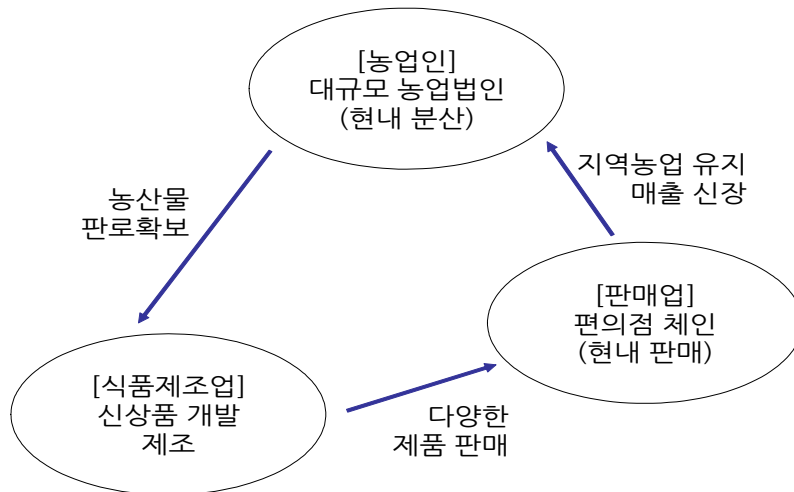 [농업인]
대규모 농업법인
(현내 분산)
지역농업 유지
매출 신장
농산물
판로확보
[판매업]
편의점 체인
(현내 판매)
[식품제조업]
신상품 개발
제조
다양한
제품 판매